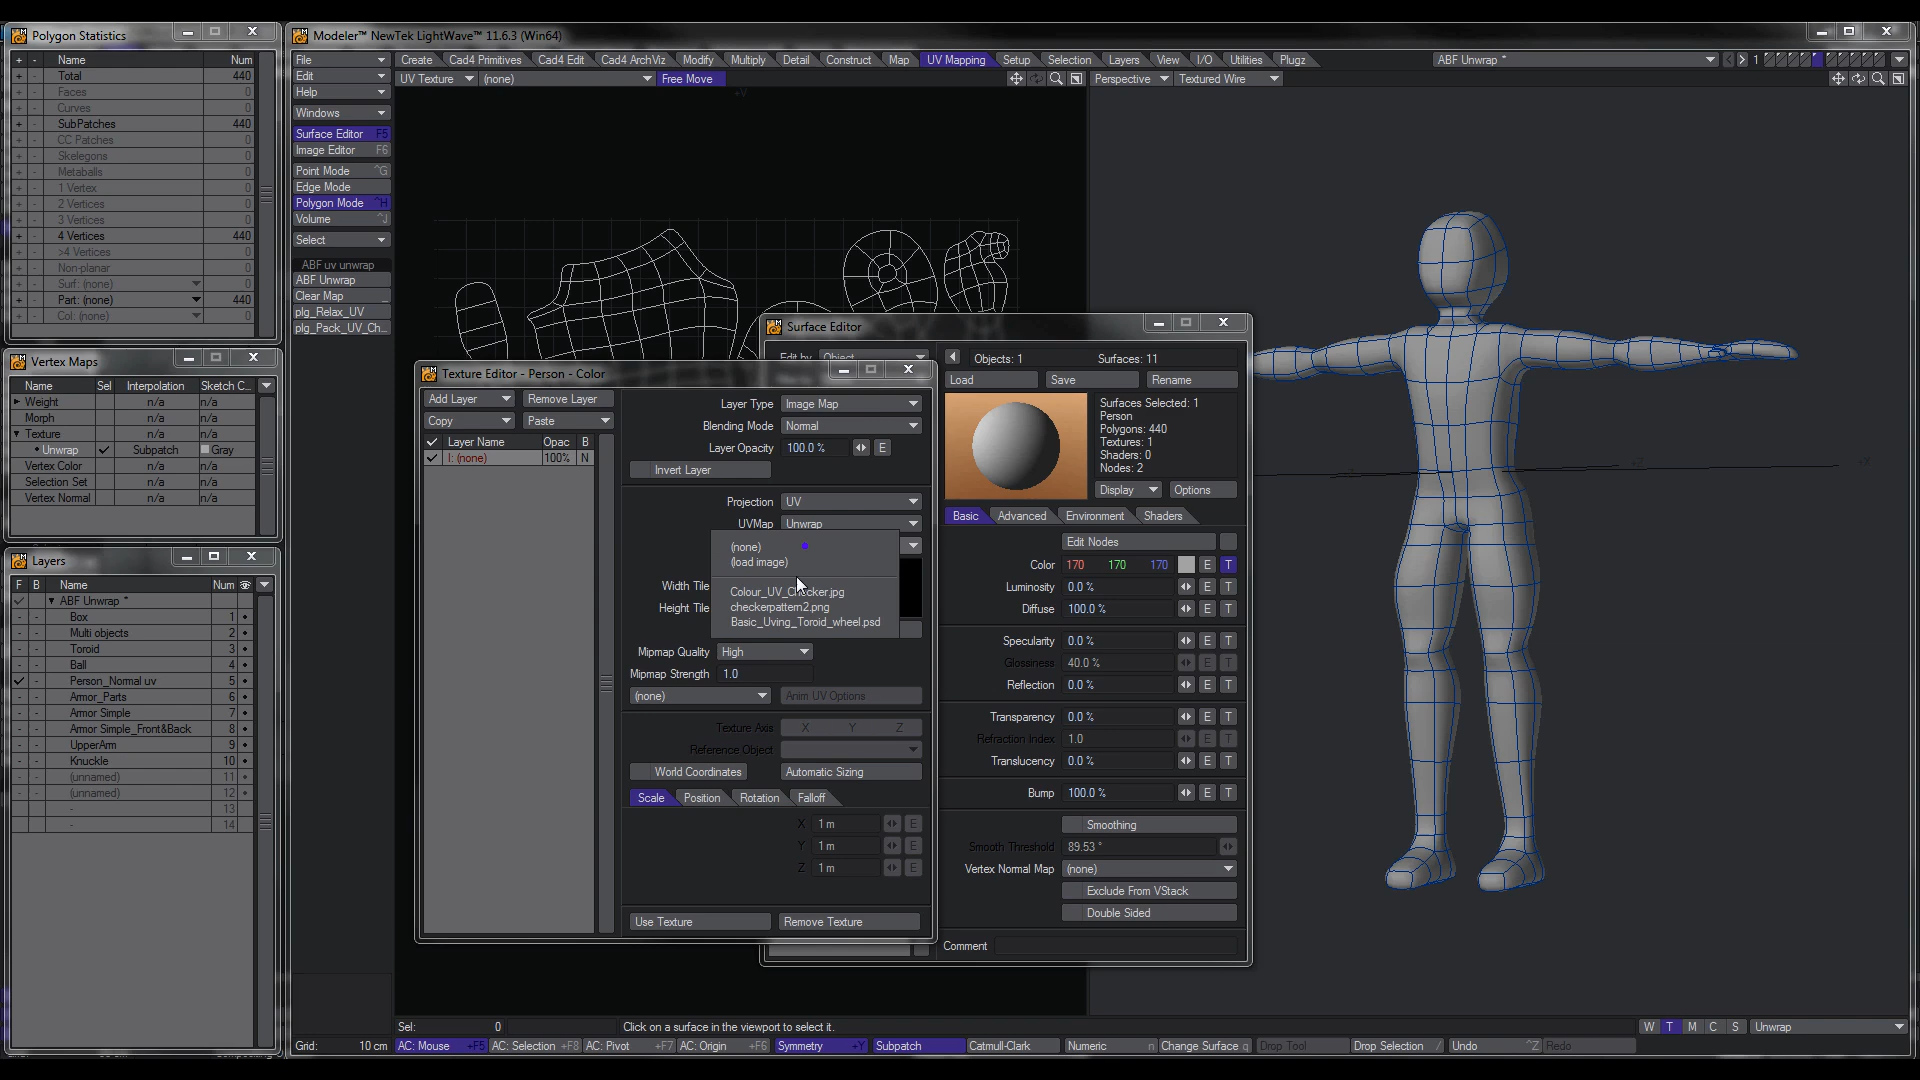 Polygon Statistics
+ - Name Num
+ - Total 440
+ - Faces 0
+ - Curves 0
+ - SubPatches 440
+ - CC Patches 0
+ - Skelegons 0
+ - Metaballs 0
+ - 1 Vertex 0
+ - 2 Vertices 0
+ - 3 Vertices 0
+ - 4 Vertices 440
+ - >4 Vertices 0
+ - Non-planar 0
+ - Surf: (none) 0
+ - Part: (none) 440
+ - Col: (none) 0
Vertex Maps
Name Sel Interpolation Sketch C...
Weight n/a n/a
Morph n/a n/a
Texture n/a n/a
Unwrap Subpatch Gray
Vertex Color n/a n/a
Selection Set n/a n/a
Vertex Normal n/a n/a
Layers
F B Name Num
ABF Unwrap *
- - Box 1
- - Multi objects 2
- - Toroid 3
- - Ball 4
- Person_Normal uv 5
- - Armor_Parts 6
- - Armor Simple 7
- - Armor Simple_Front&Back 8
- - UpperArm 9
- - Knuckle 10
- - (unnamed) 11
- - (unnamed) 12
- - - 13
- - - 14
Modeler™ NewTek LightWave™ 11.6.3 (Win64)
File
Edit
Help
Windows
Surface Editor F5
Image Editor F6
Point Mode ^G
Edge Mode
Polygon Mode ^H
Volume ^J
Select
ABF uv unwrap
ABF Unwrap
Clear Map _
plg_Relax_UV
plg_Pack_UV_Ch...
Create Cad4 Primitives Cad4 Edit Cad4 ArchViz Modify Multiply Detail Construct Map UV Mapping Setup Selection Layers View I/O Utilities Plugz
ABF Unwrap * 1
UV Texture (none) Free Move
Perspective Textured Wire
Surface Editor
Edit by Object
Objects: 1 Surfaces: 11
Load Save Rename
Surfaces Selected: 1
Person
Polygons: 440
Textures: 1
Shaders: 0
Nodes: 2
Display Options
Basic Advanced Environment Shaders
Edit Nodes
Color 170 170 170 E T
Luminosity 0.0 % E T
Diffuse 100.0 % E T
Specularity 0.0 % E T
Glossiness 40.0 % E T
Reflection 0.0 % E T
Transparency 0.0 % E T
Refraction Index 1.0 E T
Translucency 0.0 % E T
Bump 100.0 % E T
Smoothing
Smooth Threshold 89.53 °
Vertex Normal Map (none)
Exclude From VStack
Double Sided
Comment
Texture Editor - Person - Color
Add Layer Remove Layer
Copy Paste
Layer Name Opac B
I: (none) 100% N
Layer Type Image Map
Blending Mode Normal
Layer Opacity 100.0 % E
Invert Layer
Projection UV
UVMap Unwrap
(none)
(load image)
Colour_UV_Checker.jpg
checkerpattern2.png
Basic_Uving_Toroid_wheel.psd
Width Tile
Height Tile
Mipmap Quality High
Mipmap Strength 1.0
(none) Anim UV Options
Texture Axis X Y Z
Reference Object
World Coordinates Automatic Sizing
Scale Position Rotation Falloff
X 1 m E
Y 1 m E
Z 1 m E
Use Texture Remove Texture
Sel: 0 Click on a surface in the viewport to select it.
W T M C S Unwrap
Grid: 10 cm AC: Mouse +F5 AC: Selection +F8 AC: Pivot +F7 AC: Origin +F6 Symmetry +Y Subpatch Catmull-Clark Numeric n Change Surface q Drop Tool Drop Selection / Undo ^Z Redo